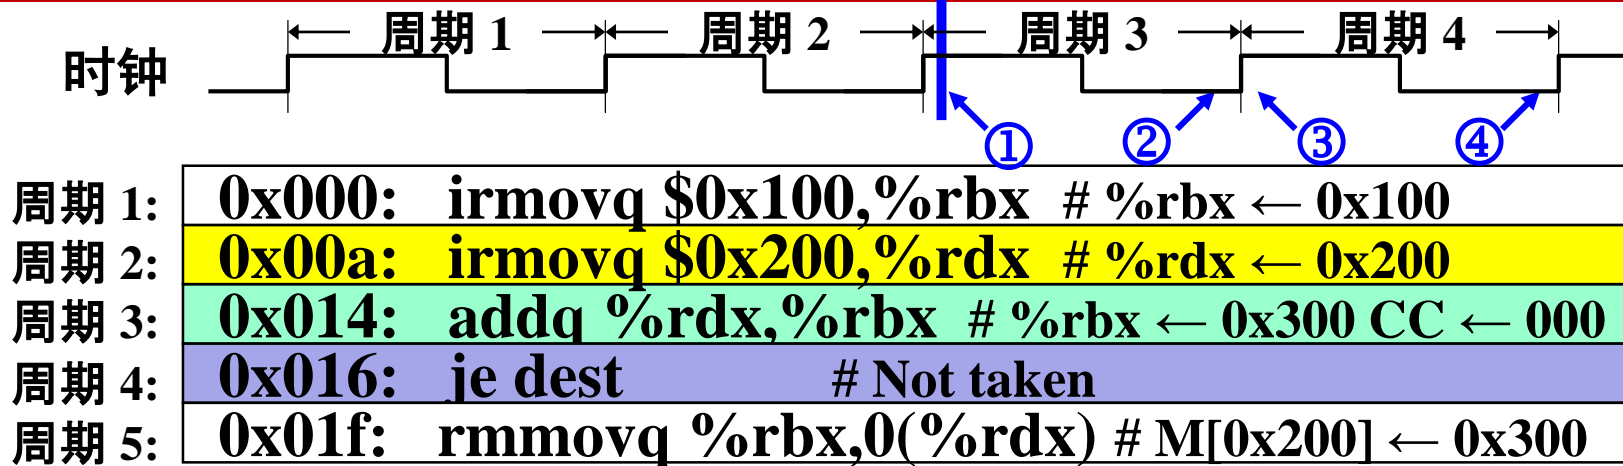 周期 1 周期 2 周期 3 周期 4
时钟
① ② ③ ④
周期 1: 0x000: irmovq $0x100,%rbx # %rbx ← 0x100
周期 2: 0x00a: irmovq $0x200,%rdx # %rdx ← 0x200
周期 3: 0x014: addq %rdx,%rbx # %rbx ← 0x300 CC ← 000
周期 4: 0x016: je dest # Not taken
周期 5: 0x01f: rmmovq %rbx,0(%rdx) # M[0x200] ← 0x300